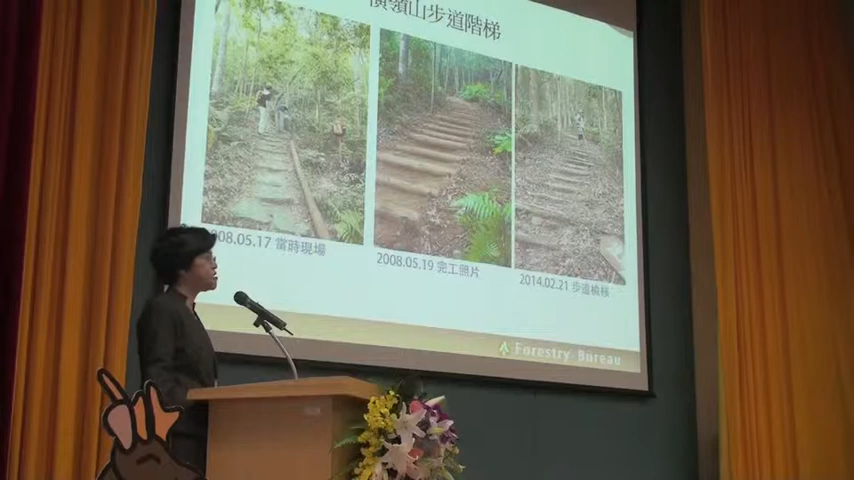 橫嶺山步道階梯
2008.05.17 當時現場
2008.05.19 完工照片
2014.02.21 步道檢核
Forestry Bureau